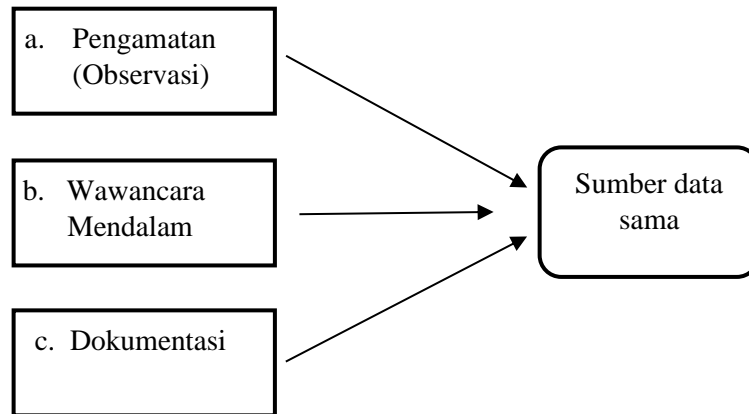 a. Pengamatan
(Observasi)
b. Wawancara
Mendalam
Sumber data
sama
c. Dokumentasi